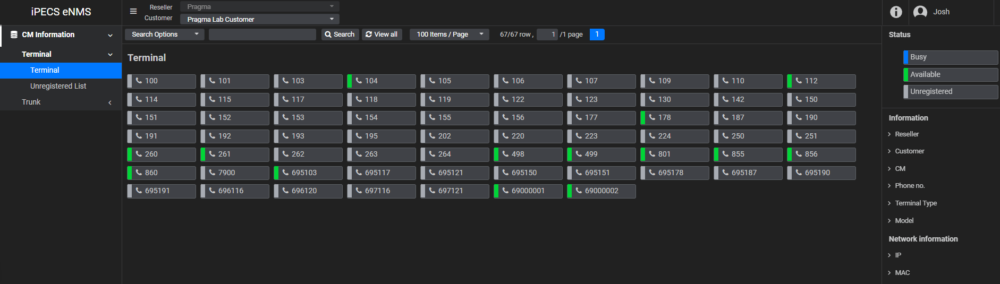 iPECS eNMS
Reseller Pragma
Customer Pragma Lab Customer
Josh
CM Information
Terminal
Terminal
Unregistered List
Trunk
Search Options Search View all 100 Items / Page 67/67 row , 1 /1 page 1
Terminal
100 101 103 104 105 106 107 109 110 112
114 115 117 118 119 122 123 130 142 150
151 152 153 154 155 156 177 178 187 190
191 192 193 195 202 220 223 224 250 251
260 261 262 263 264 498 499 801 855 856
860 7900 695103 695117 695121 695150 695151 695178 695187 695190
695191 696116 696120 697116 697121 69000001 69000002
Status
Busy
Available
Unregistered
Information
Reseller
Customer
CM
Phone no.
Terminal Type
Model
Network information
IP
MAC